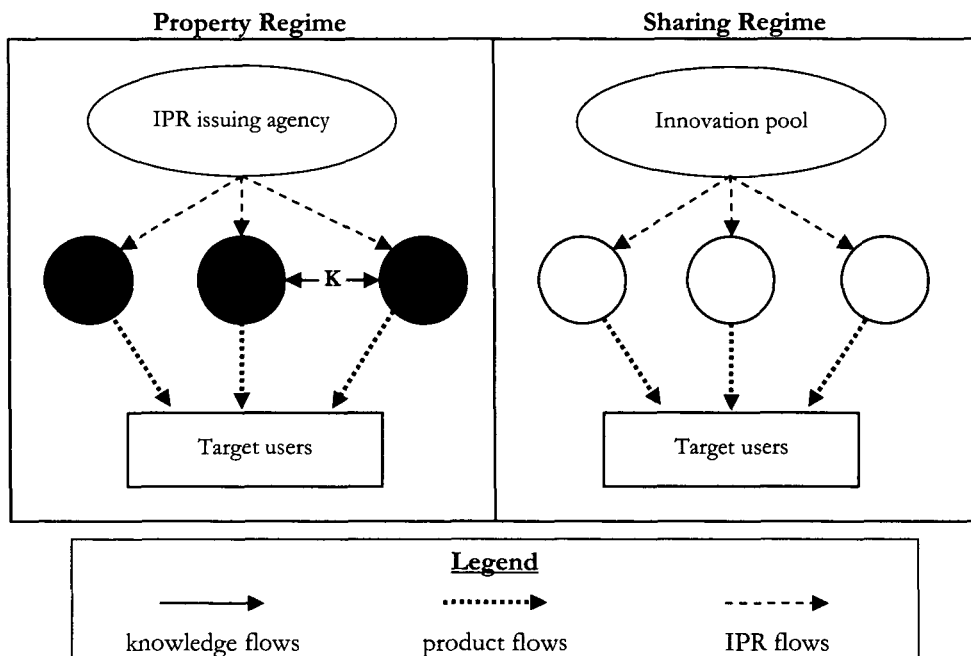 Property Regime
Sharing Regime
IPR issuing agency
Innovation pool
K
Target users
Target users
Legend
knowledge flows
product flows
IPR flows